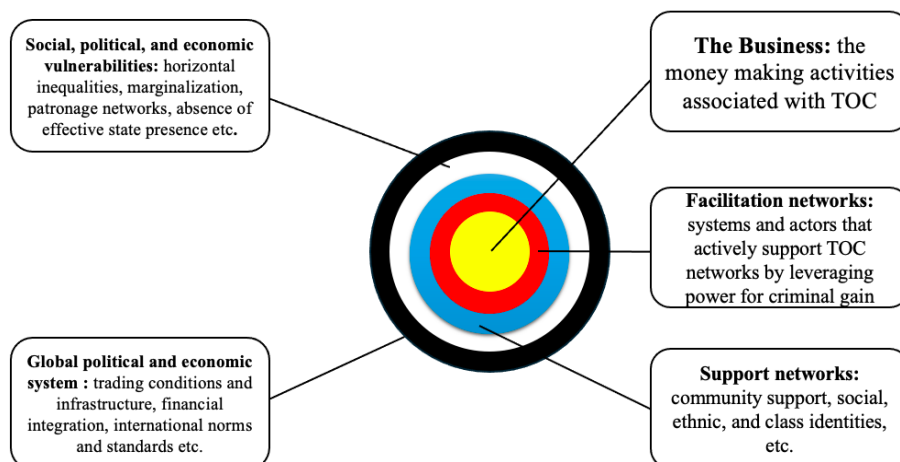 Social, political, and economic
vulnerabilities: horizontal
inequalities, marginalization,
patronage networks, absence of
effective state presence etc.
The Business: the
money making activities
associated with TOC
Facilitation networks:
systems and actors that
actively support TOC
networks by leveraging
power for criminal gain
Global political and economic
system : trading conditions and
infrastructure, financial
integration, international norms
and standards etc.
Support networks:
community support, social,
ethnic, and class identities,
etc.